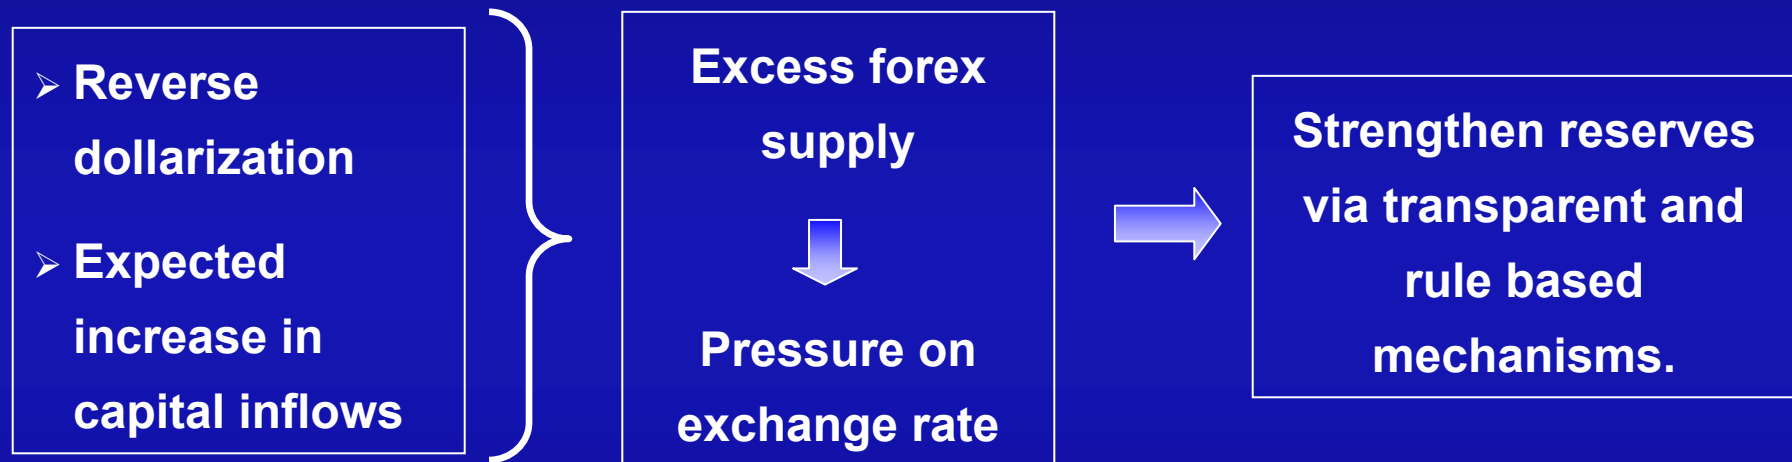 ➢ Reverse
dollarization
➢ Expected
increase in
capital inflows
Excess forex
supply
Pressure on
exchange rate
Strengthen reserves
via transparent and
rule based
mechanisms.